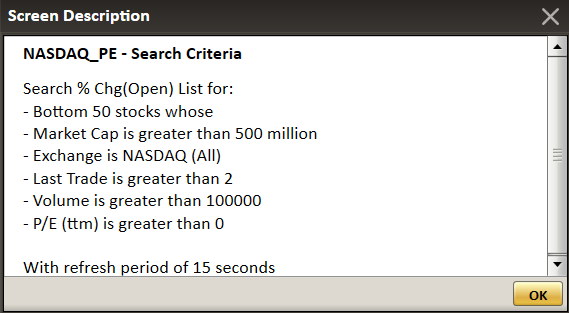 Screen Description
NASDAQ_PE - Search Criteria
Search % Chg(Open) List for:
- Bottom 50 stocks whose
- Market Cap is greater than 500 million
- Exchange is NASDAQ (All)
- Last Trade is greater than 2
- Volume is greater than 100000
- P/E (ttm) is greater than 0
With refresh period of 15 seconds
OK